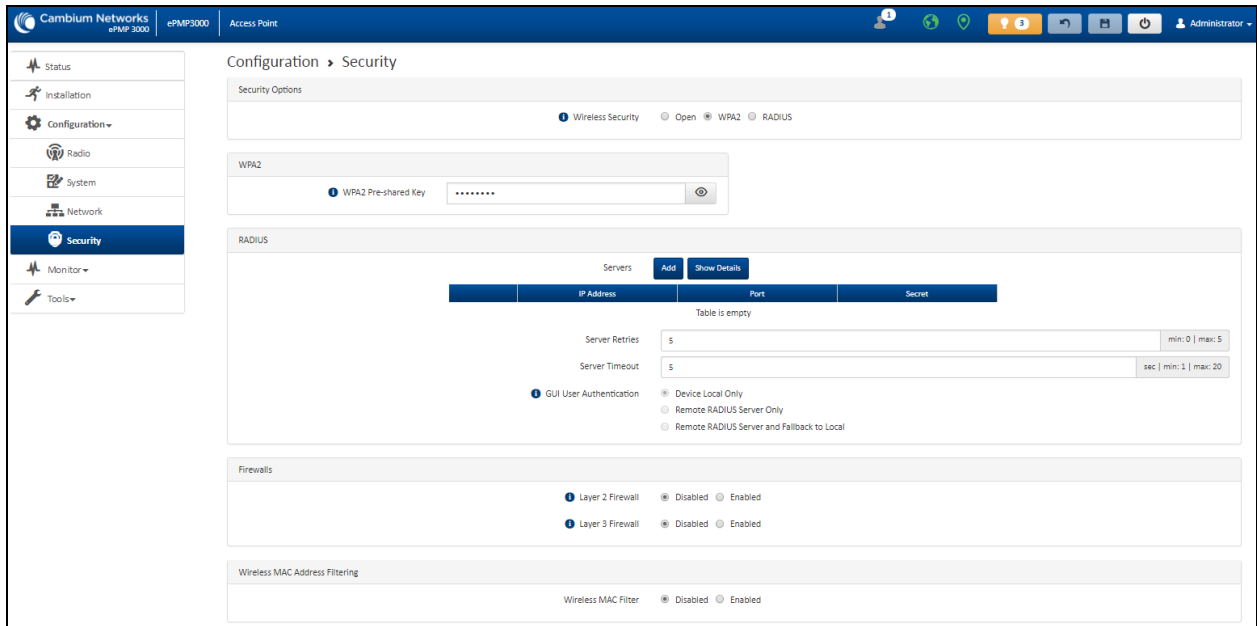 Cambium Networks
ePMP 3000
ePMP3000
Access Point
1
3
Administrator
Status
Installation
Configuration
Radio
System
Network
Security
Monitor
Tools
Configuration > Security
Security Options
Wireless Security Open WPA2 RADIUS
WPA2
WPA2 Pre-shared Key ••••••••
RADIUS
Servers Add Show Details
IP Address Port Secret
Table is empty
Server Retries 5 min: 0 | max: 5
Server Timeout 5 sec | min: 1 | max: 20
GUI User Authentication Device Local Only
Remote RADIUS Server Only
Remote RADIUS Server and Fallback to Local
Firewalls
Layer 2 Firewall Disabled Enabled
Layer 3 Firewall Disabled Enabled
Wireless MAC Address Filtering
Wireless MAC Filter Disabled Enabled